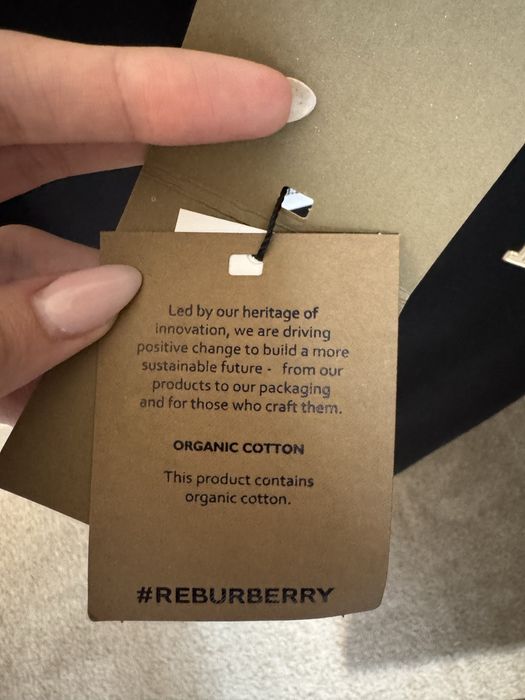 Led by our heritage of
innovation, we are driving
positive change to build a more
sustainable future - from our
products to our packaging
and for those who craft them.
ORGANIC COTTON
This product contains
organic cotton.
#REBURBERRY